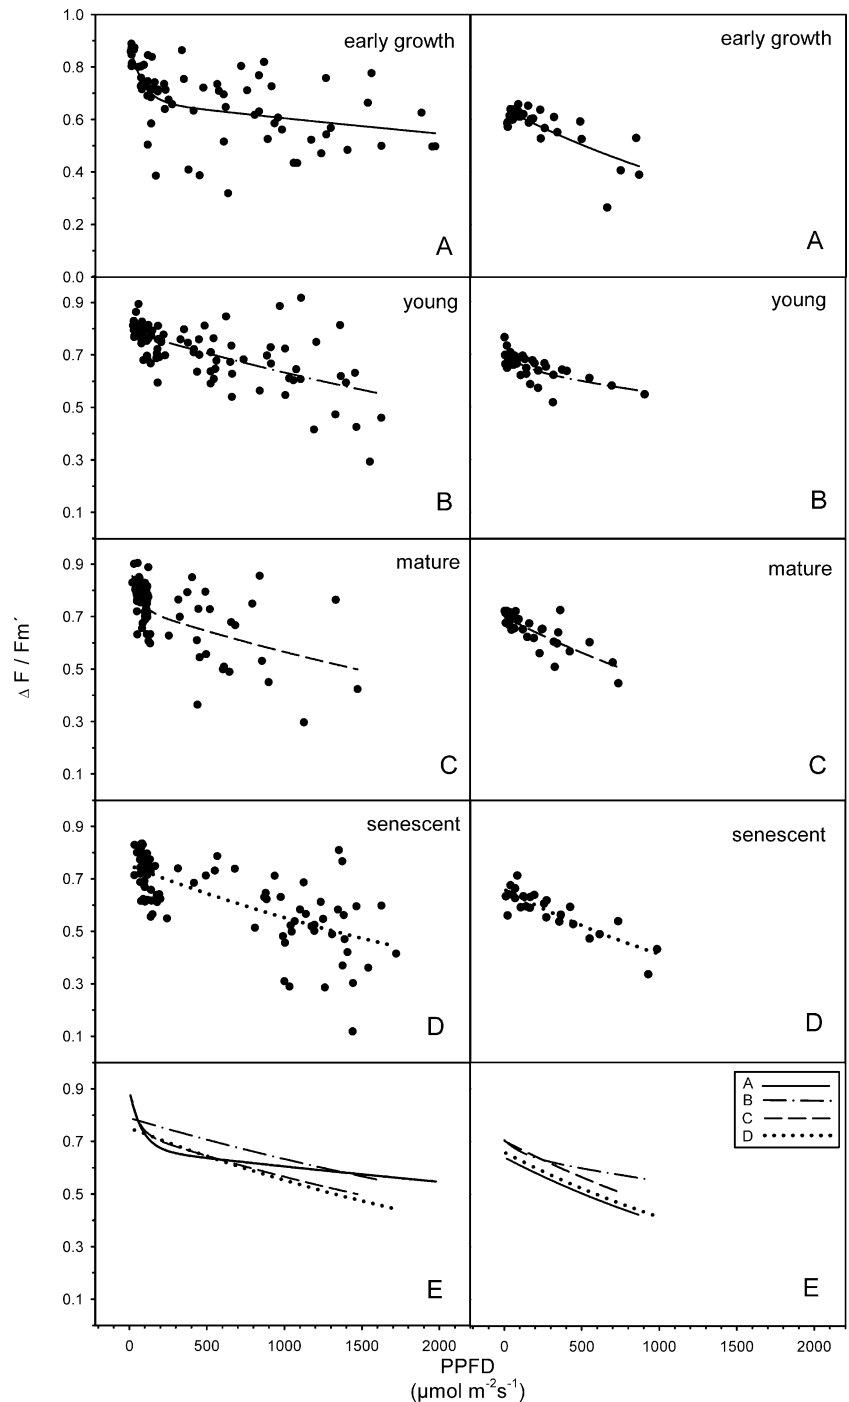 1.0
0.8
0.6
0.4
0.2
0.0
early growth
A
early growth
A
0.9
0.7
0.5
0.3
0.1
young
B
young
B
0.9
0.7
0.5
0.3
0.1
mature
C
mature
C
Δ F / Fm´
0.9
0.7
0.5
0.3
0.1
senescent
D
senescent
D
0.9
0.7
0.5
0.3
0.1
E
A
B
C
D
E
0 500 1000 1500 2000 0 500 1000 1500 2000
PPFD
(µmol m-2s-1)